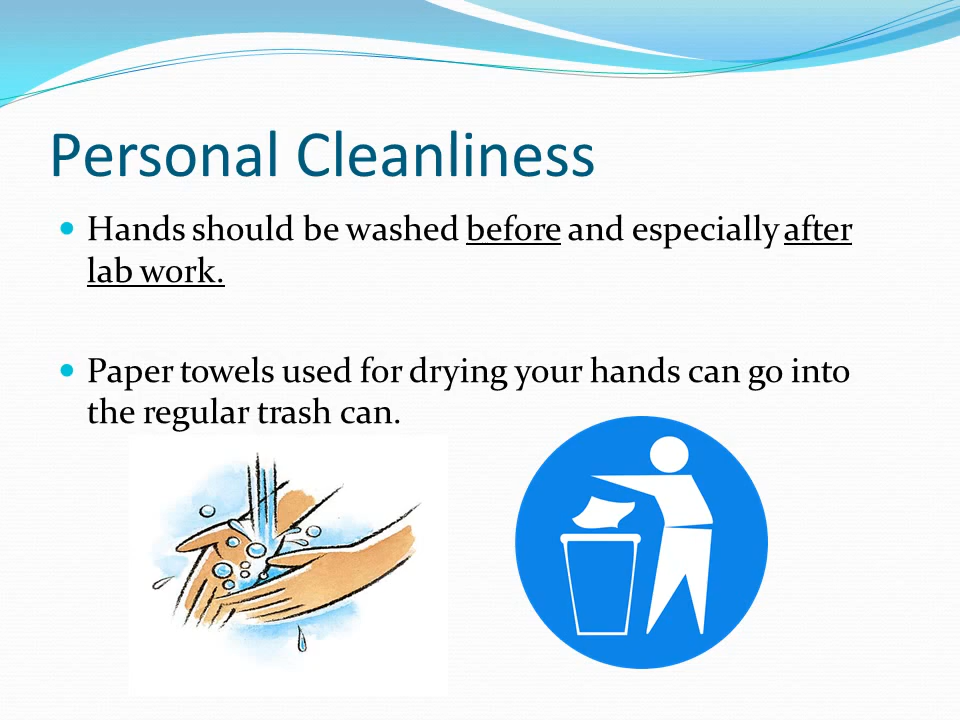 Personal Cleanliness
• Hands should be washed before and especially after
lab work.
• Paper towels used for drying your hands can go into
the regular trash can.